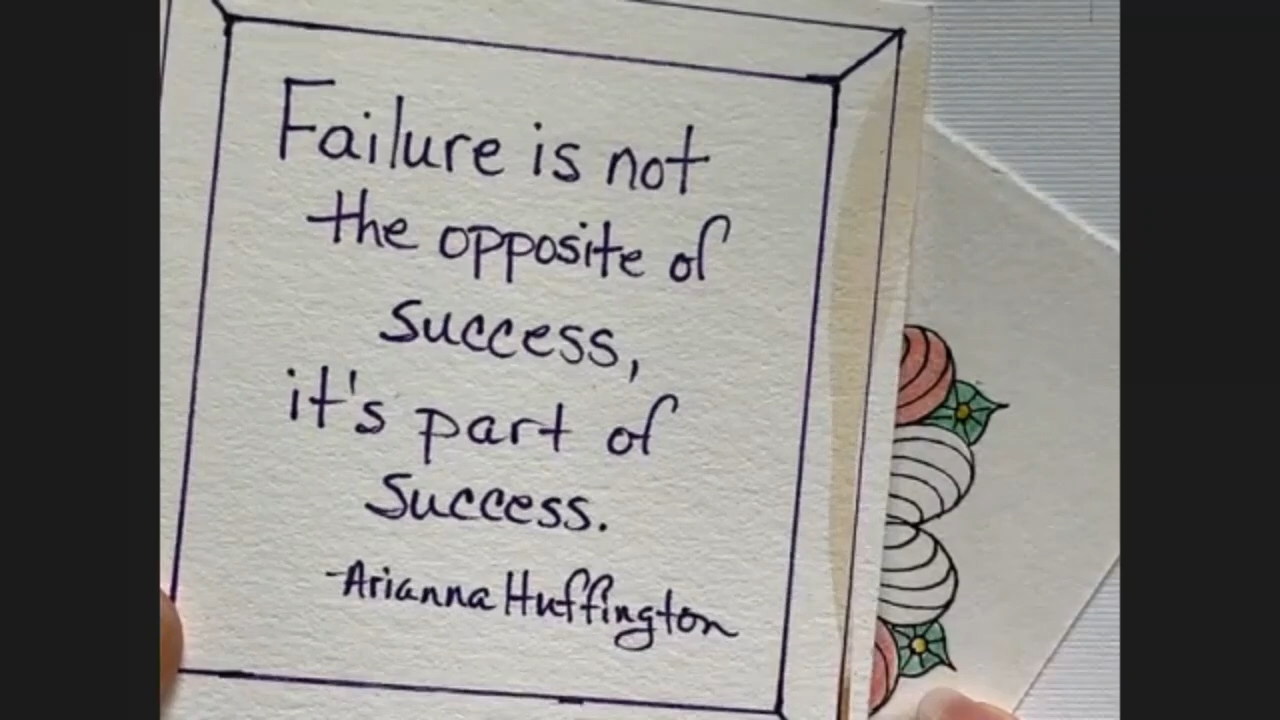 Failure is not
the opposite of
success,
it's part of
Success.
-Arianna Huffington